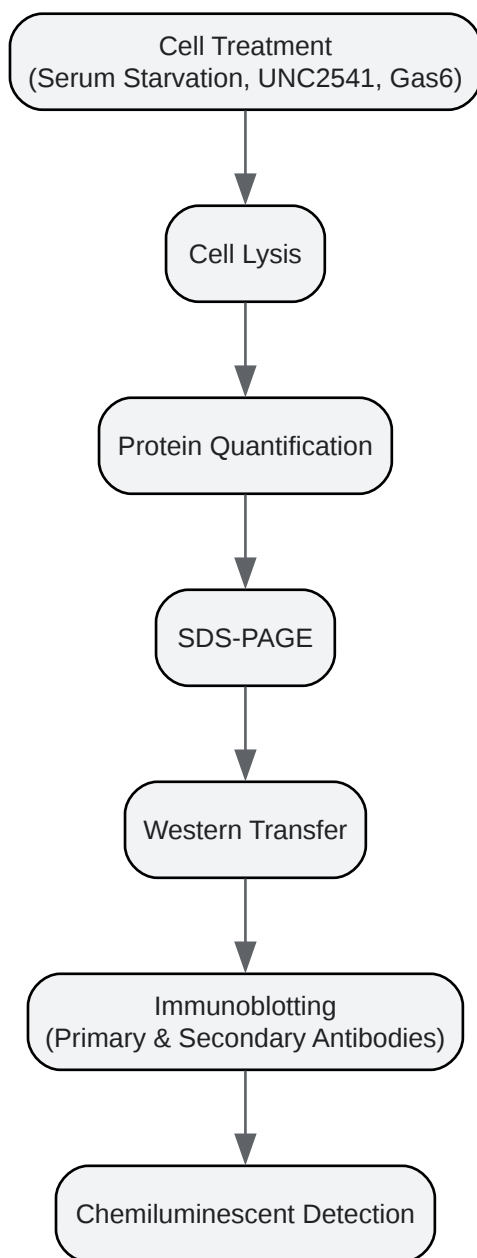 Cell Treatment
(Serum Starvation, UNC2541, Gas6)
Cell Lysis
Protein Quantification
SDS-PAGE
Western Transfer
Immunoblotting
(Primary & Secondary Antibodies)
Chemiluminescent Detection